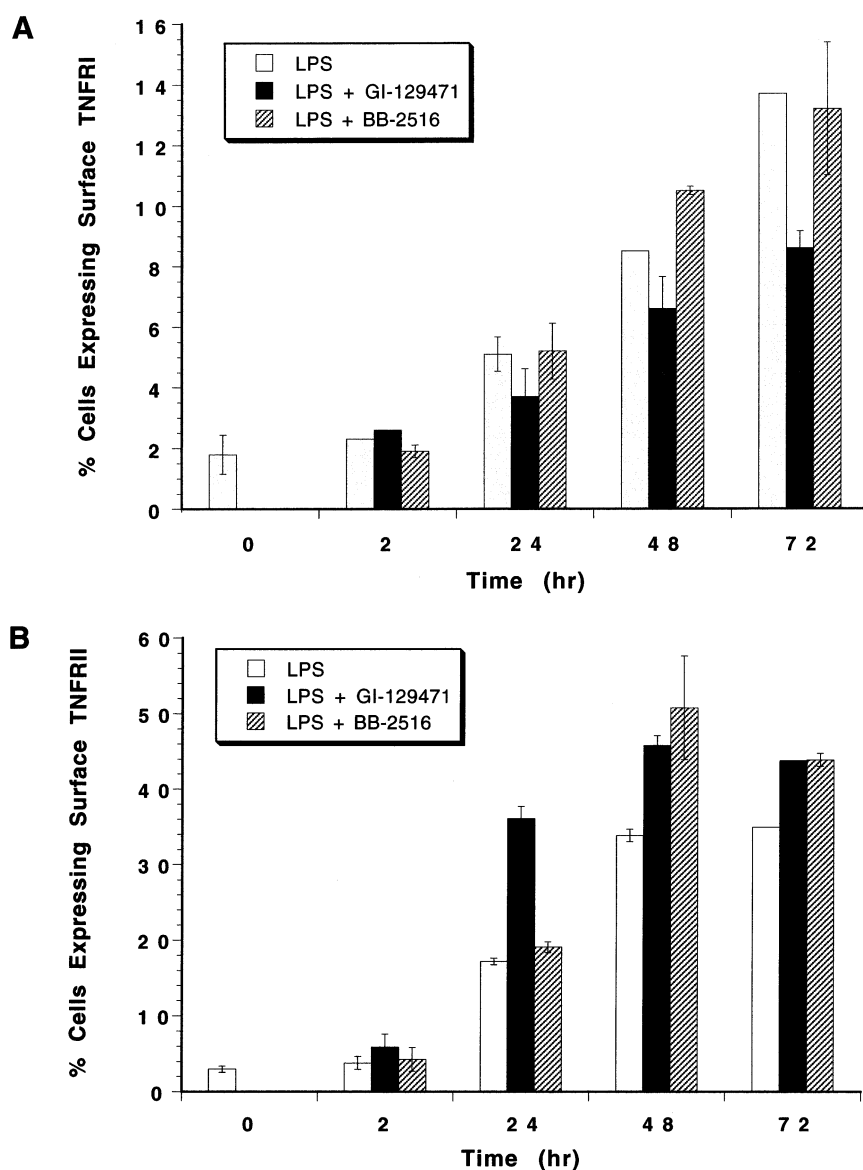 A
% Cells Expressing Surface TNFRI
16
14
12
10
8
6
4
2
0
LPS
LPS + GI-129471
LPS + BB-2516
0 2 24 48 72
Time (hr)
B
% Cells Expressing Surface TNFRII
60
50
40
30
20
10
0
LPS
LPS + GI-129471
LPS + BB-2516
0 2 24 48 72
Time (hr)